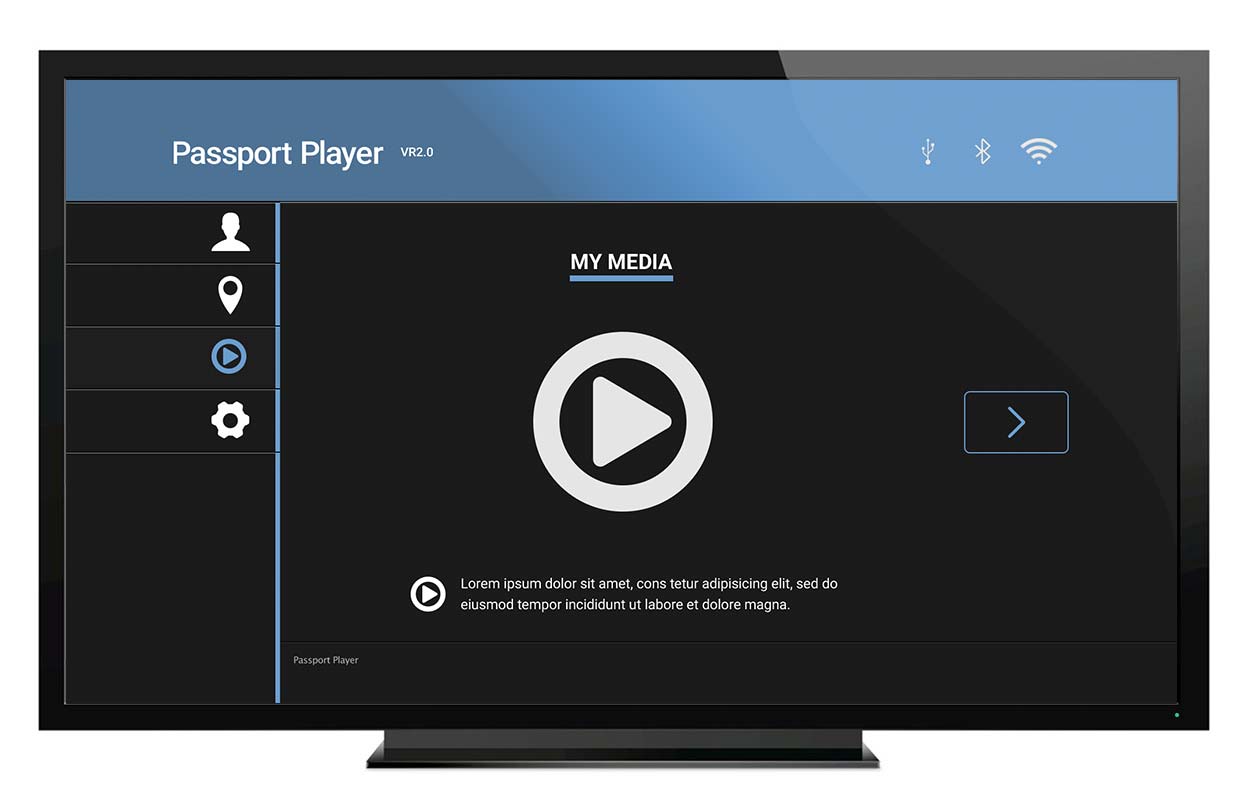 Passport Player VR2.0
MY MEDIA
Lorem ipsum dolor sit amet, cons tetur adipisicing elit, sed do
eiusmod tempor incididunt ut labore et dolore magna.
Passport Player